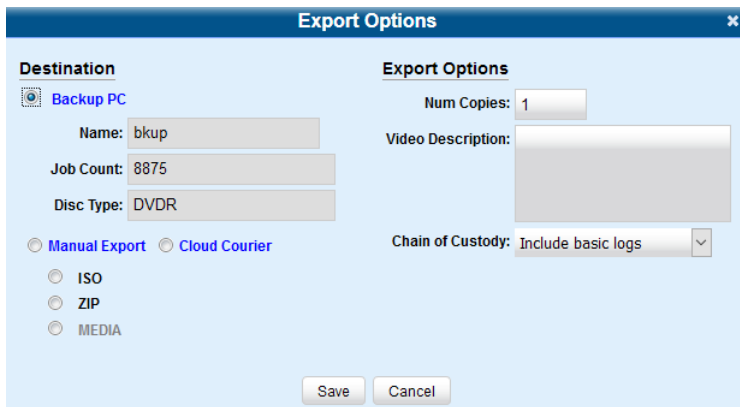 Export Options
Destination
Backup PC
Name: bkup
Job Count: 8875
Disc Type: DVDR
Manual Export Cloud Courier
ISO
ZIP
MEDIA
Export Options
Num Copies: 1
Video Description:
Chain of Custody: Include basic logs
Save Cancel